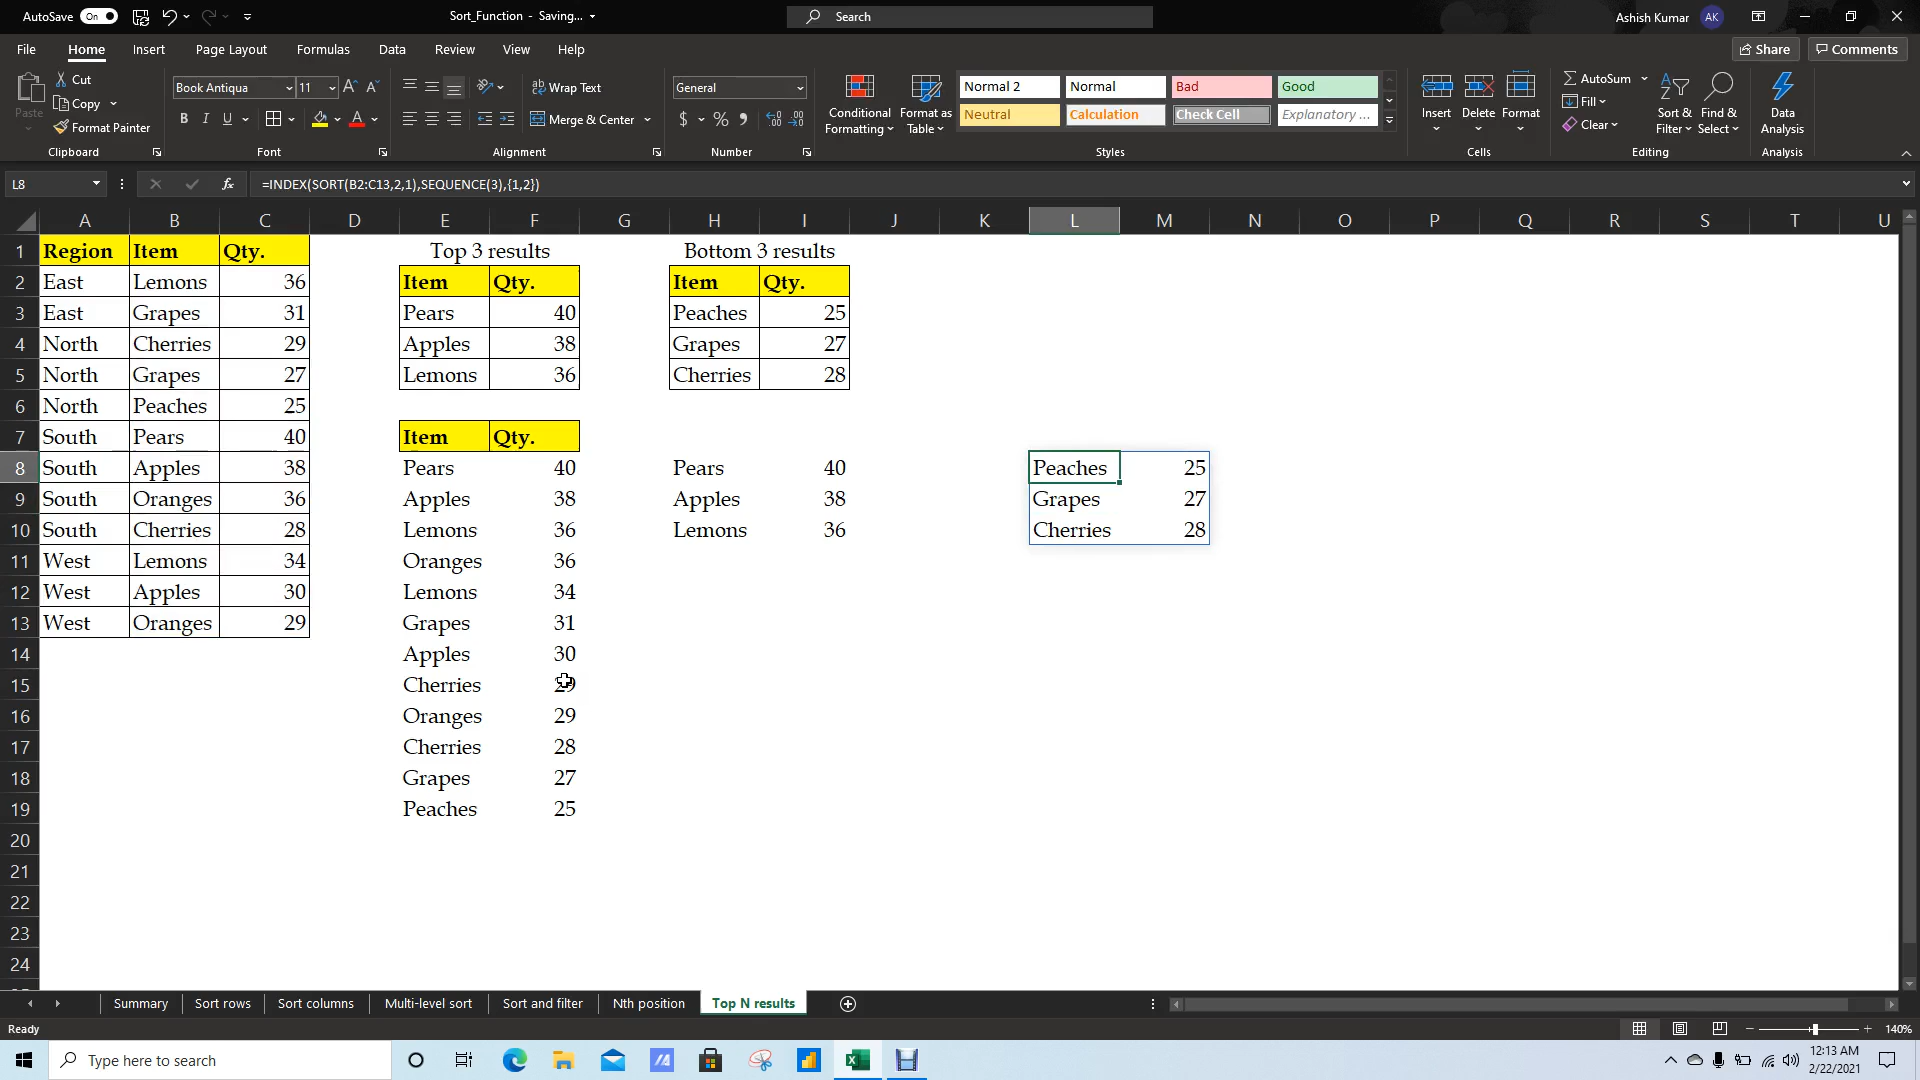 AutoSave On
Sort_Function - Saving...
Search
Ashish Kumar AK
File Home Insert Page Layout Formulas Data Review View Help
Share Comments
Paste
Cut
Copy
Format Painter
Clipboard
Book Antiqua 11
B I U
Font
Wrap Text
Merge & Center
Alignment
General
$ % 9
Number
Conditional Formatting
Format as Table
Normal 2 Normal Bad Good
Neutral Calculation Check Cell Explanatory ...
Styles
Insert Delete Format
Cells
AutoSum
Fill
Clear
Sort & Filter
Find & Select
Editing
Data Analysis
Analysis
L8
fx =INDEX(SORT(B2:C13,2,1),SEQUENCE(3),{1,2})
A B C D E F G H I J K L M N O P Q R S T U
1 Region Item Qty. Top 3 results Bottom 3 results
2 East Lemons 36 Item Qty. Item Qty.
3 East Grapes 31 Pears 40 Peaches 25
4 North Cherries 29 Apples 38 Grapes 27
5 North Grapes 27 Lemons 36 Cherries 28
6 North Peaches 25
7 South Pears 40 Item Qty.
8 South Apples 38 Pears 40 Pears 40 Peaches 25
9 South Oranges 36 Apples 38 Apples 38 Grapes 27
10 South Cherries 28 Lemons 36 Lemons 36 Cherries 28
11 West Lemons 34 Oranges 36
12 West Apples 30 Lemons 34
13 West Oranges 29 Grapes 31
14 Apples 30
15 Cherries 29
16 Oranges 29
17 Cherries 28
18 Grapes 27
19 Peaches 25
20
21
22
23
24
Summary Sort rows Sort columns Multi-level sort Sort and filter Nth position Top N results
Ready
140%
Type here to search
12:13 AM
2/22/2021